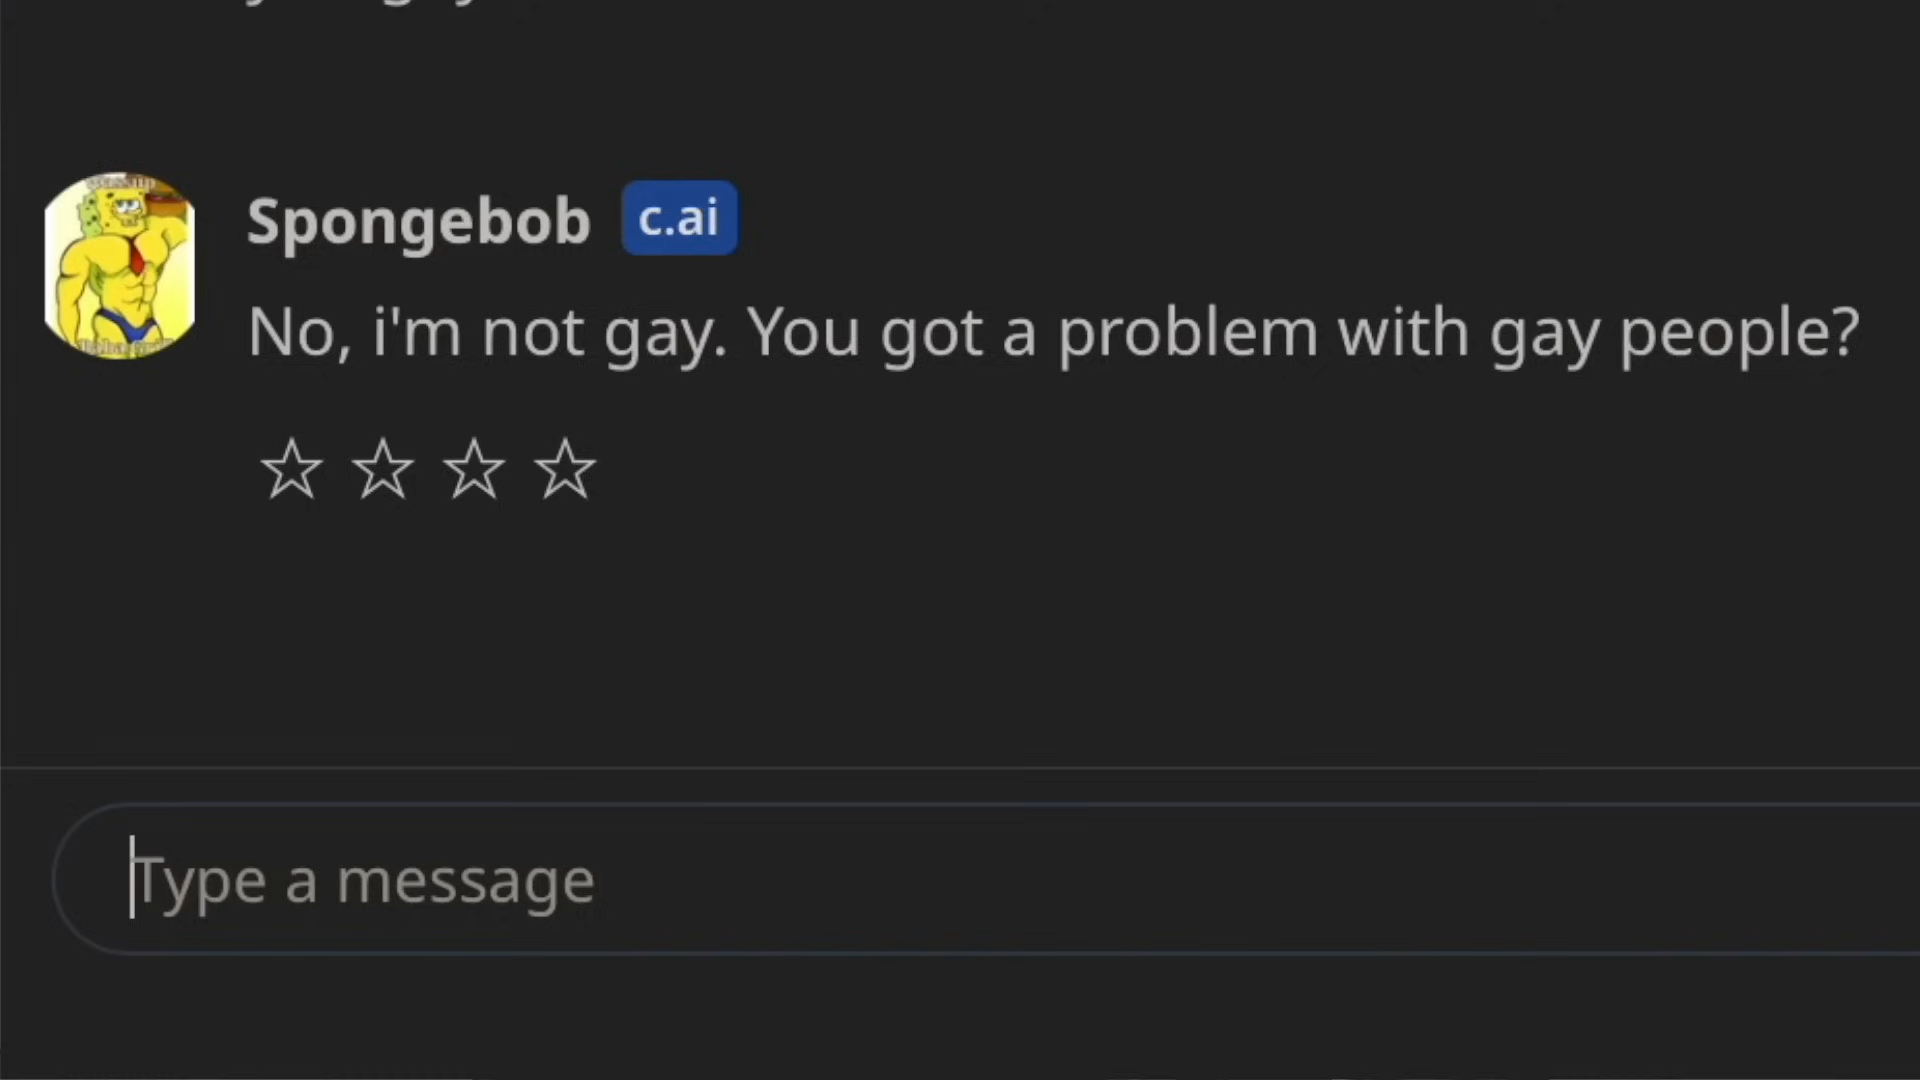 Spongebob c.ai
No, i'm not gay. You got a problem with gay people?
Type a message